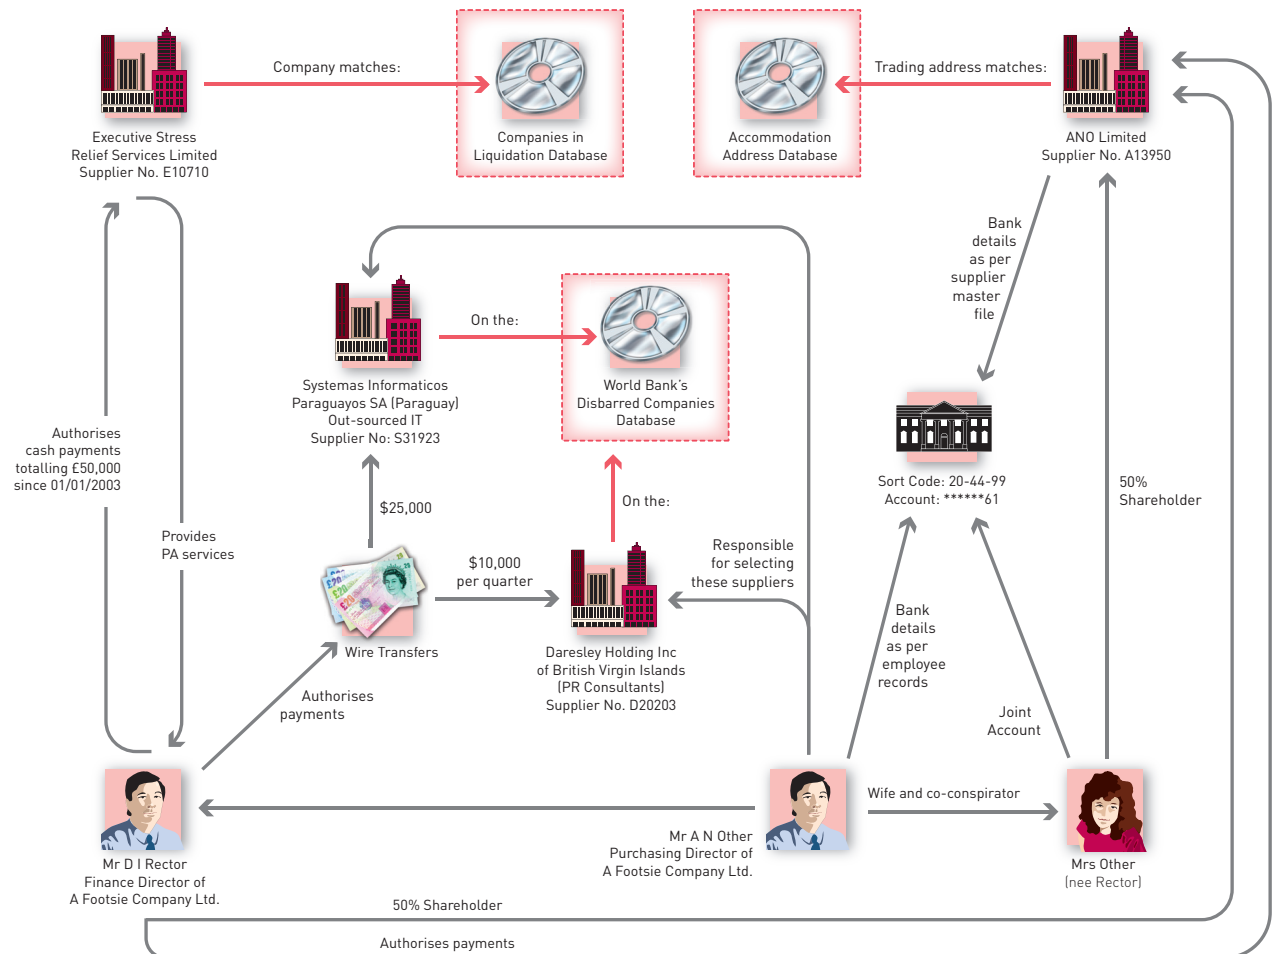 Company matches:
Trading address matches:
Executive Stress
Relief Services Limited
Supplier No. E10710
Companies in
Liquidation Database
Accommodation
Address Database
ANO Limited
Supplier No. A13950
Bank
details
as per
supplier
master
file
On the:
Systemas Informaticos
Paraguayos SA (Paraguay)
Out-sourced IT
Supplier No: S31923
World Bank's
Disbarred Companies
Database
Authorises
cash payments
totalling £50,000
since 01/01/2003
Sort Code: 20-44-99
Account: ******61
50%
Shareholder
$25,000
On the:
Provides
PA services
$10,000
per quarter
Responsible
for selecting
these suppliers
Bank
details
as per
employee
records
Wire Transfers
Daresley Holding Inc
of British Virgin Islands
(PR Consultants)
Supplier No. D20203
Authorises
payments
Joint
Account
Wife and co-conspirator
Mr A N Other
Purchasing Director of
A Footsie Company Ltd.
Mr D I Rector
Finance Director of
A Footsie Company Ltd.
Mrs Other
(nee Rector)
50% Shareholder
Authorises payments